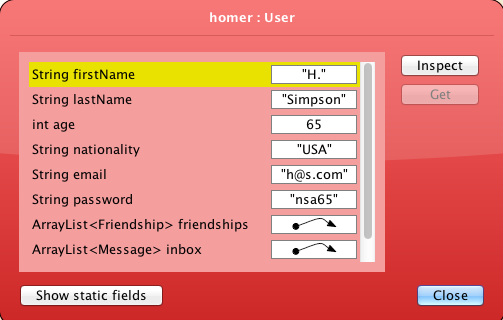 homer : User
String firstName "H."
Inspect
String lastName "Simpson"
Get
int age 65
String nationality "USA"
String email "h@s.com"
String password "nsa65"
ArrayList<Friendship> friendships
ArrayList<Message> inbox
Show static fields
Close